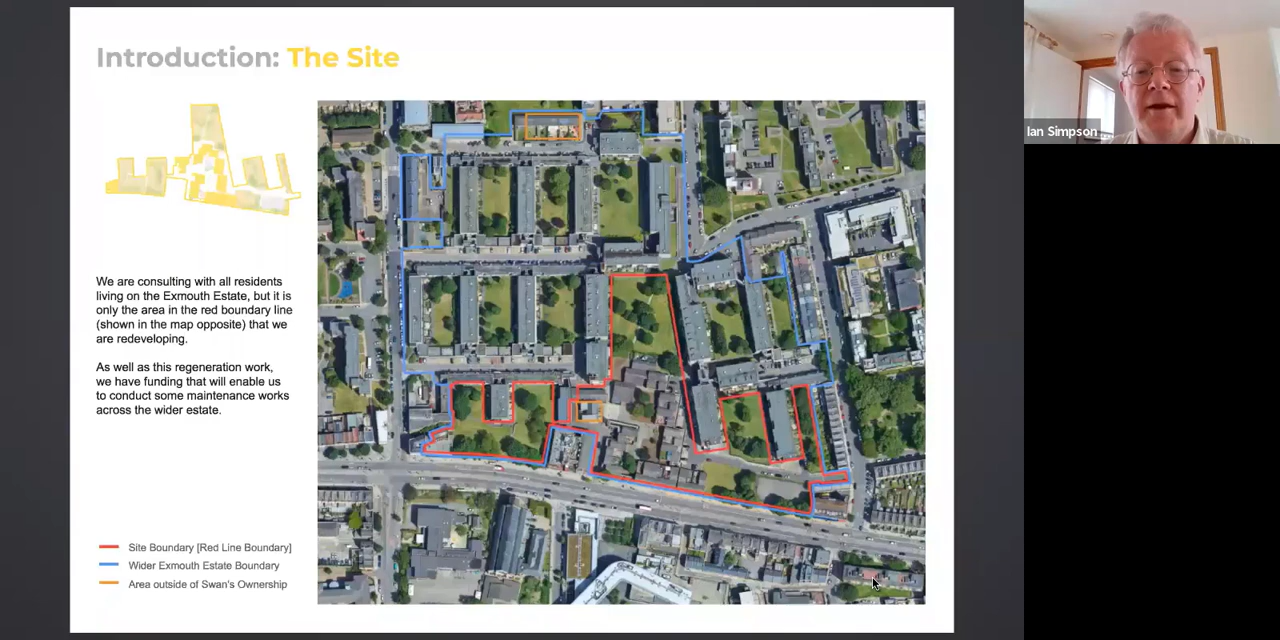 Introduction: The Site
Ian Simpson
We are consulting with all residents
living on the Exmouth Estate, but it is
only the area in the red boundary line
(shown in the map opposite) that we
are redeveloping.
As well as this regeneration work,
we have funding that will enable us
to conduct some maintenance works
across the wider estate.
Site Boundary [Red Line Boundary]
Wider Exmouth Estate Boundary
Area outside of Swan's Ownership